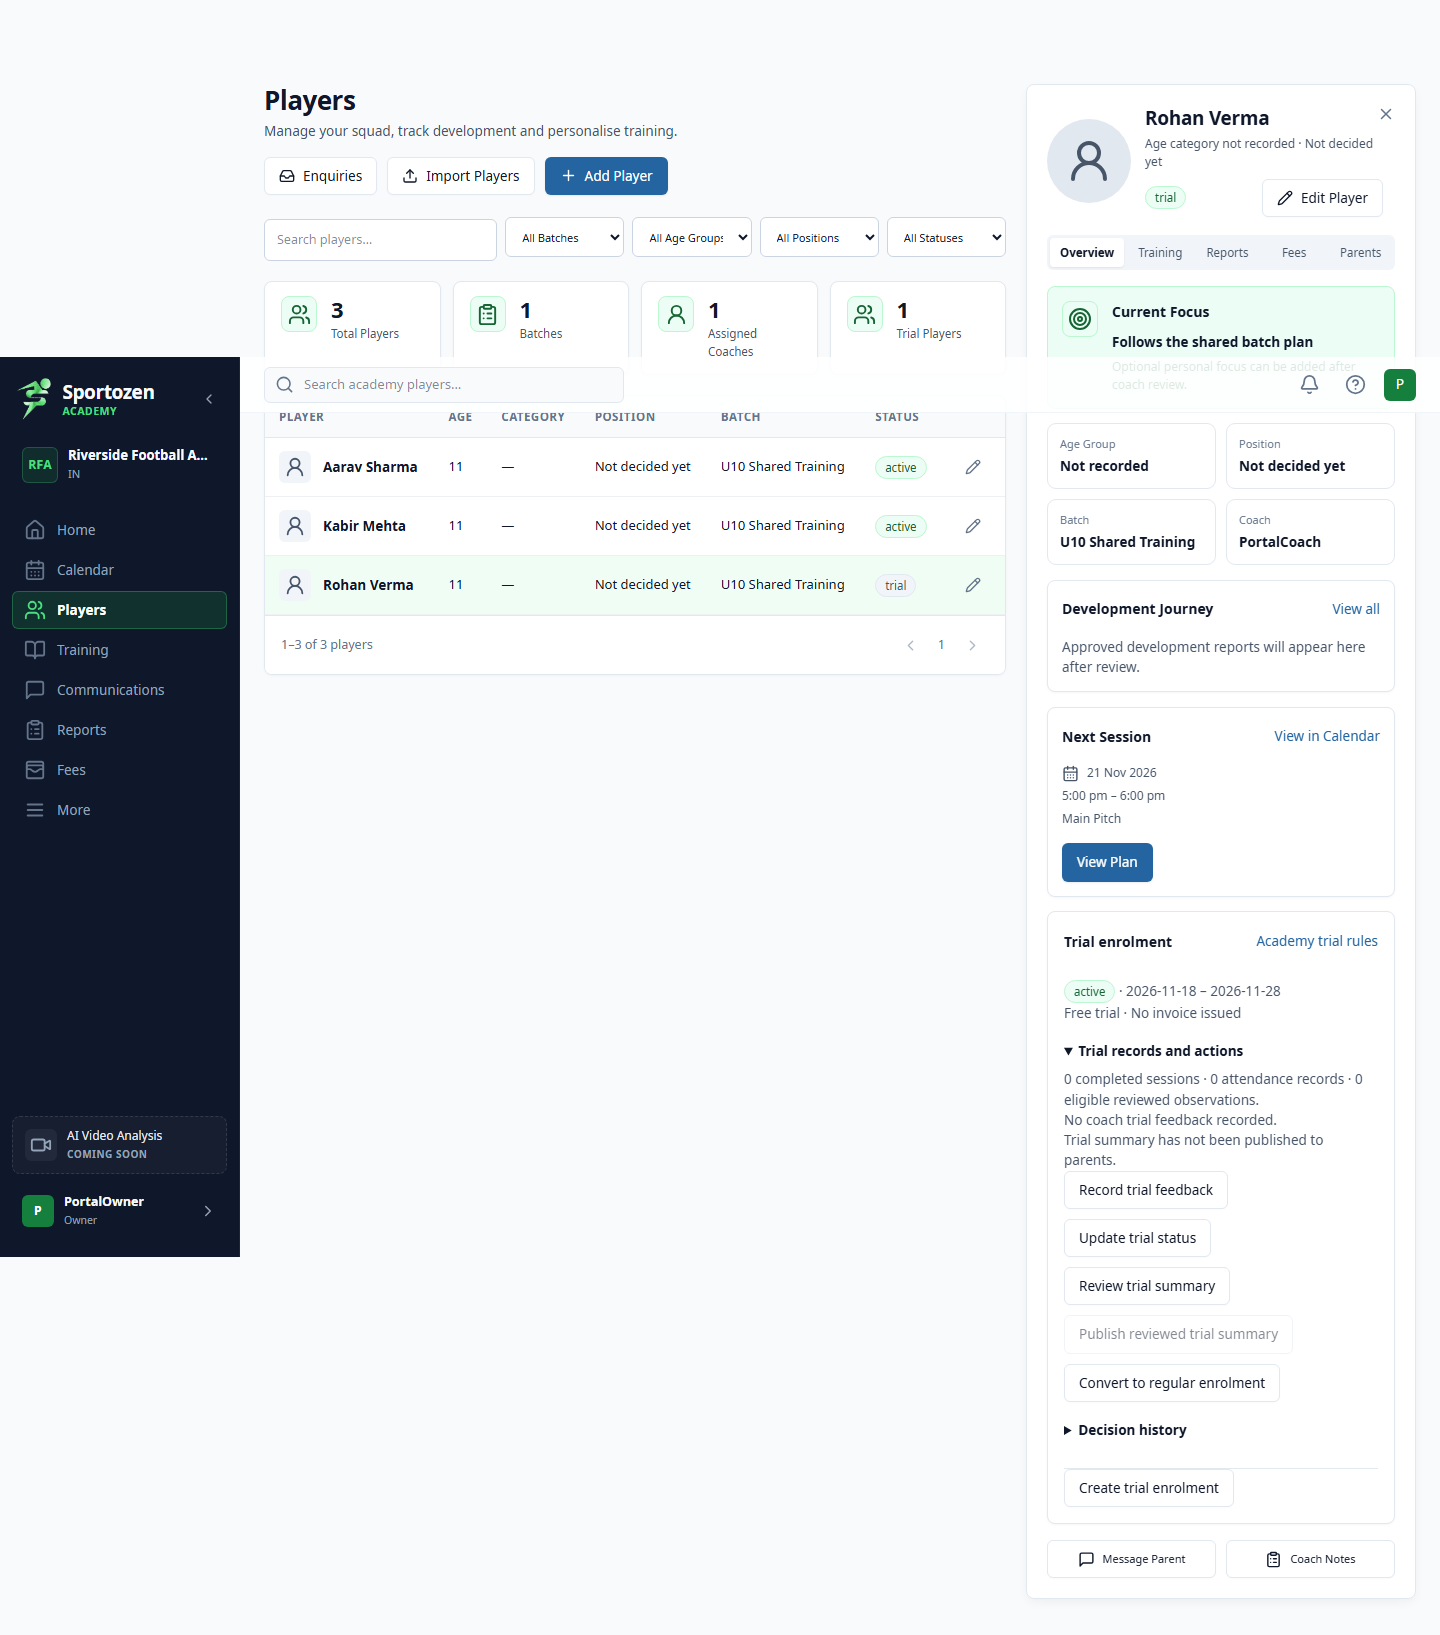 Players
Manage your squad, track development and personalise training.
Enquiries
Import Players
Add Player
Search players...
All Batches
All Age Groups
All Positions
All Statuses
3
Total Players
1
Batches
1
Assigned
Coaches
1
Trial Players
Search academy players...
P
Sportozen
ACADEMY
RFA
Riverside Football A...
IN
Home
Calendar
Players
Training
Communications
Reports
Fees
More
AI Video Analysis
COMING SOON
P
PortalOwner
Owner
PLAYER AGE CATEGORY POSITION BATCH STATUS
Aarav Sharma 11 — Not decided yet U10 Shared Training active
Kabir Mehta 11 — Not decided yet U10 Shared Training active
Rohan Verma 11 — Not decided yet U10 Shared Training trial
1–3 of 3 players
1
Rohan Verma
Age category not recorded · Not decided
yet
trial
Edit Player
Overview
Training
Reports
Fees
Parents
Current Focus
Follows the shared batch plan
Optional personal focus can be added after
coach review.
Age Group
Not recorded
Position
Not decided yet
Batch
U10 Shared Training
Coach
PortalCoach
Development Journey
View all
Approved development reports will appear here
after review.
Next Session
View in Calendar
21 Nov 2026
5:00 pm – 6:00 pm
Main Pitch
View Plan
Trial enrolment
Academy trial rules
active · 2026-11-18 – 2026-11-28
Free trial · No invoice issued
▼ Trial records and actions
0 completed sessions · 0 attendance records · 0
eligible reviewed observations.
No coach trial feedback recorded.
Trial summary has not been published to
parents.
Record trial feedback
Update trial status
Review trial summary
Publish reviewed trial summary
Convert to regular enrolment
▶ Decision history
Create trial enrolment
Message Parent
Coach Notes